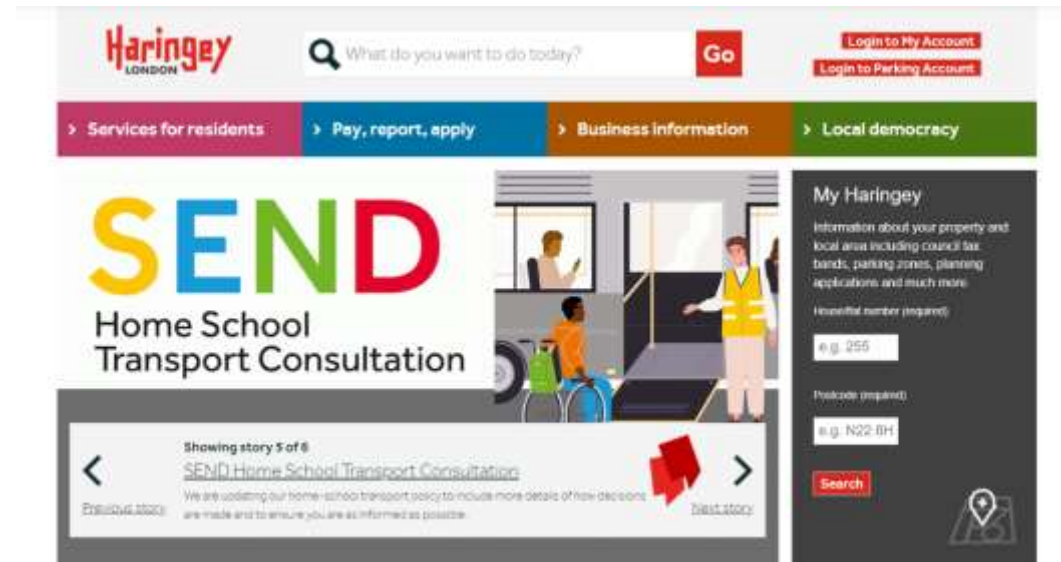 Haringey
LONDON
What do you want to do today?
Go
Login to My Account
Login to Parking Account
> Services for residents
> Pay, report, apply
> Business information
> Local democracy
SEND
Home School
Transport Consultation
Showing story 5 of 6
SEND Home School Transport Consultation
We are updating our home-school transport policy to include more details of how decisions
are made and to ensure you are as informed as possible.
Previous story
Next story
My Haringey
Information about your property and
local area including council tax
bands, parking zones, planning
applications and much more.
House/flat number (required)
e.g. 255
Postcode (required)
e.g. N22 8H
Search